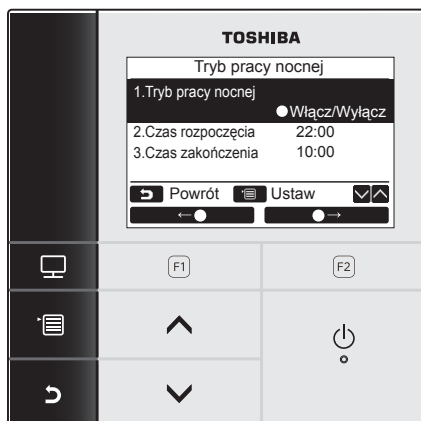 TOSHIBA
Tryb pracy nocnej
1.Tryb pracy nocnej
Włącz/Wyłącz
2.Czas rozpoczęcia 22:00
3.Czas zakończenia 10:00
Powrót Ustaw
F1 F2